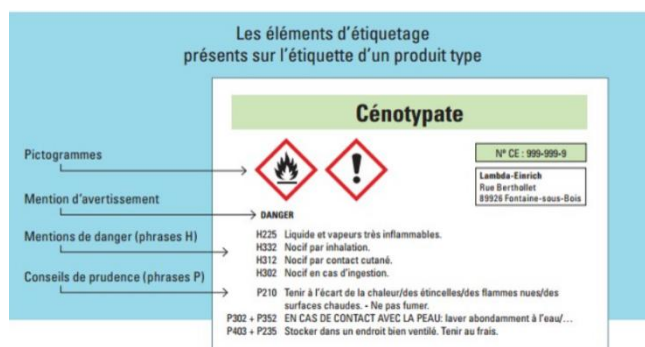 Les éléments d'étiquetage
présents sur l'étiquette d'un produit type
Cénotypate
Pictogrammes
N° CE : 999-999-9
Lambda-Einrich
Rue Berthollet
89926 Fontaine-sous-Bois
Mention d'avertissement
DANGER
Mentions de danger (phrases H)
H225 Liquide et vapeurs très inflammables.
H332 Nocif par inhalation.
H312 Nocif par contact cutané.
H302 Nocif en cas d'ingestion.
Conseils de prudence (phrases P)
P210 Tenir à l'écart de la chaleur/des étincelles/des flammes nues/des
surfaces chaudes. - Ne pas fumer.
P302 + P352 EN CAS DE CONTACT AVEC LA PEAU: laver abondamment à l'eau/...
P403 + P235 Stocker dans un endroit bien ventilé. Tenir au frais.